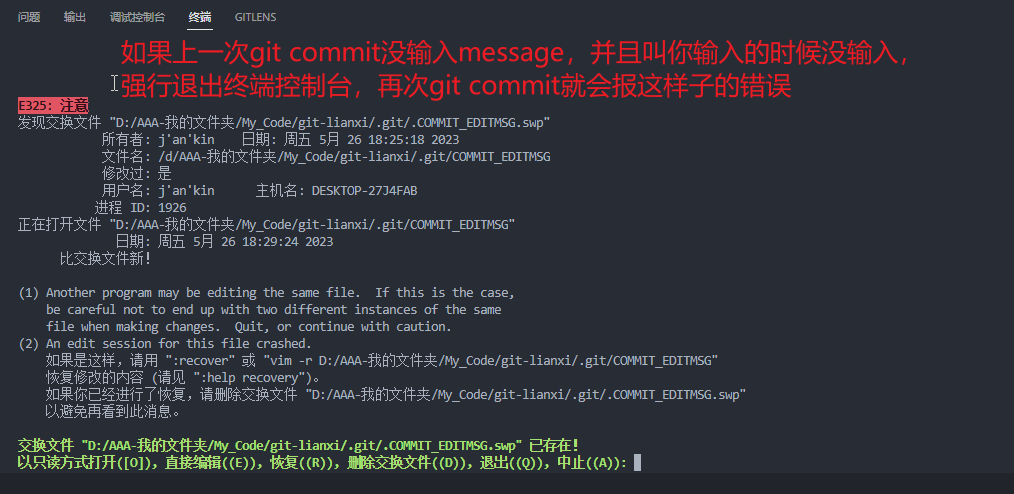 问题 输出 调试控制台 终端 GITLENS
如果上一次git commit没输入message，并且叫你输入的时候没输入，
强行退出终端控制台，再次git commit就会报这样子的错误
E325: 注意
发现交换文件 "D:/AAA-我的文件夹/My_Code/git-lianxi/.git/.COMMIT_EDITMSG.swp"
所有者: j'an'kin 日期: 周五 5月 26 18:25:18 2023
文件名: /d/AAA-我的文件夹/My_Code/git-lianxi/.git/COMMIT_EDITMSG
修改过: 是
用户名: j'an'kin 主机名: DESKTOP-27J4FAB
进程 ID: 1926
正在打开文件 "D:/AAA-我的文件夹/My_Code/git-lianxi/.git/COMMIT_EDITMSG"
日期: 周五 5月 26 18:29:24 2023
比交换文件新!
(1) Another program may be editing the same file.  If this is the case,
be careful not to end up with two different instances of the same
file when making changes.  Quit, or continue with caution.
(2) An edit session for this file crashed.
如果是这样，请用 ":recover" 或 "vim -r D:/AAA-我的文件夹/My_Code/git-lianxi/.git/COMMIT_EDITMSG"
恢复修改的内容 (请见 ":help recovery")。
如果你已经进行了恢复，请删除交换文件 "D:/AAA-我的文件夹/My_Code/git-lianxi/.git/.COMMIT_EDITMSG.swp"
以避免再看到此消息。
交换文件 "D:/AAA-我的文件夹/My_Code/git-lianxi/.git/.COMMIT_EDITMSG.swp" 已存在!
以只读方式打开([O])，直接编辑((E))，恢复((R))，删除交换文件((D))，退出((Q))，中止((A)):